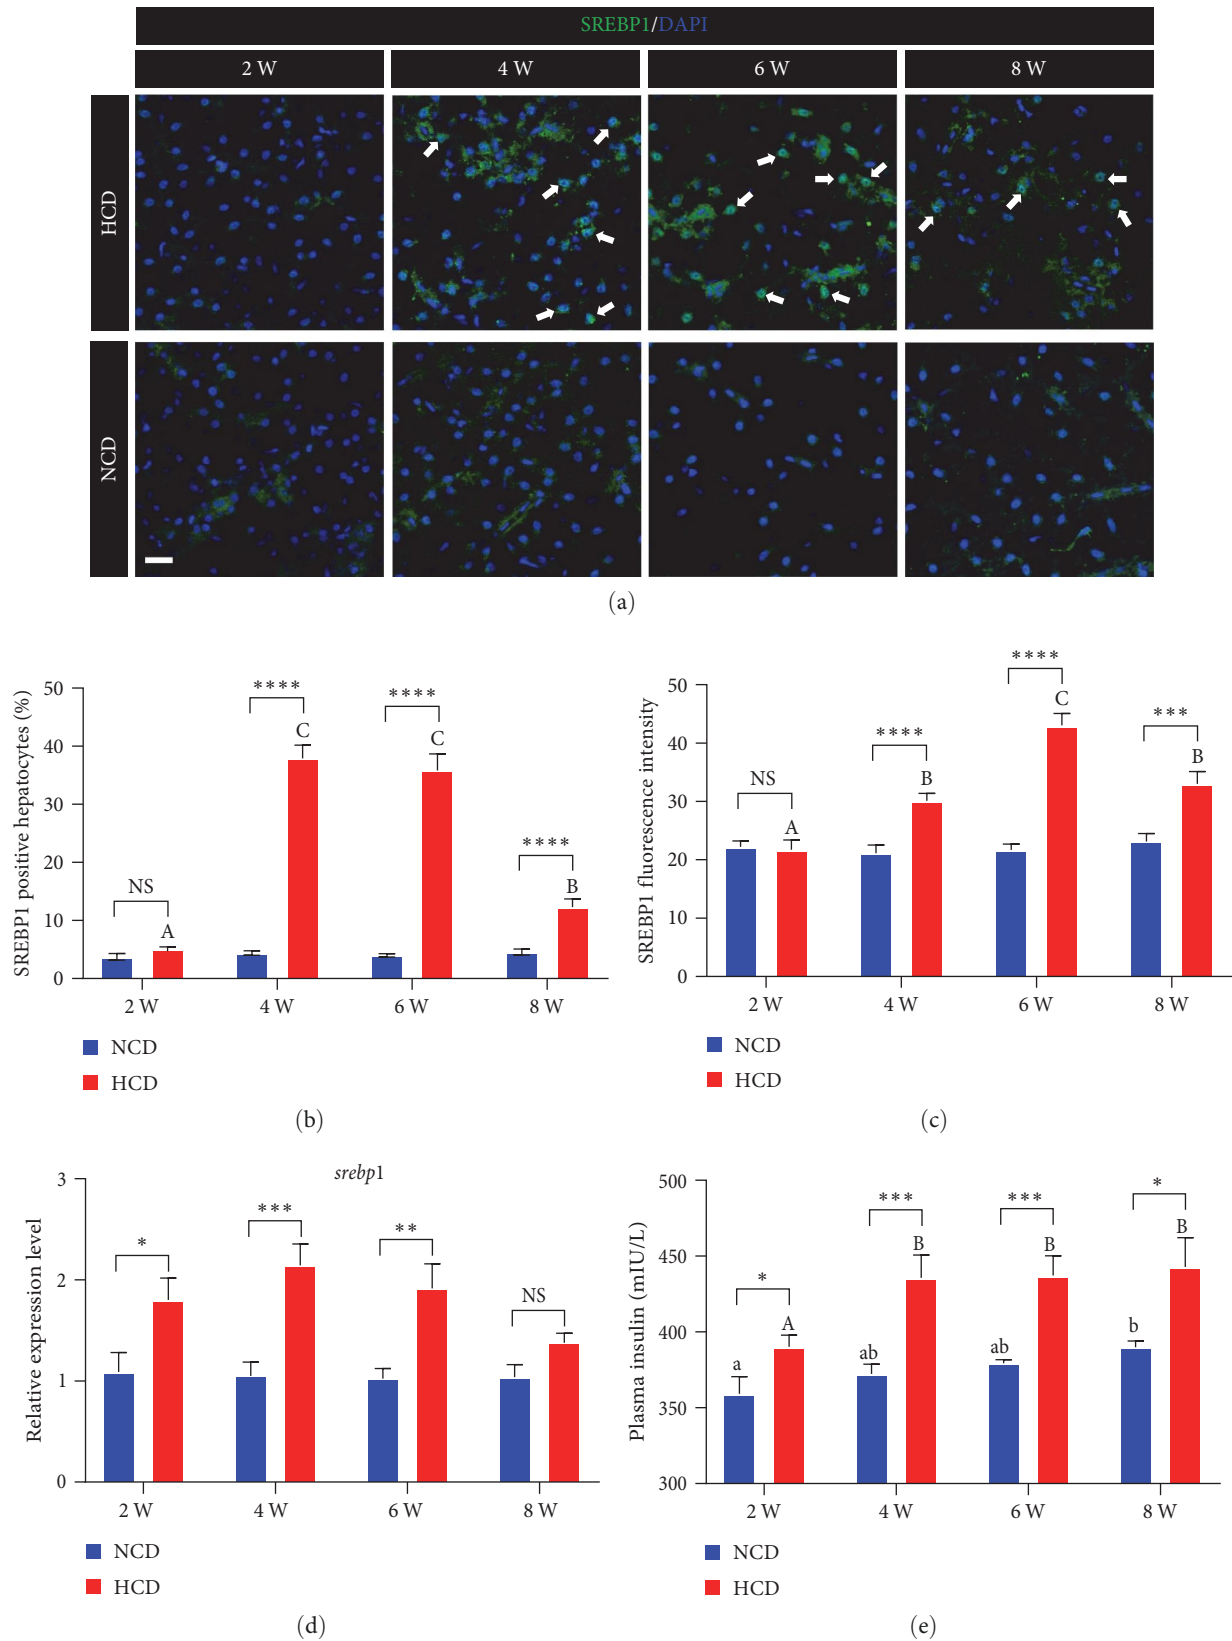 SREBP1/DAPI
2 W 4 W 6 W 8 W
HCD
NCD
(a)
SREBP1 positive hepatocytes (%)
50
40
30
20
10
0
NS
A
****
C
****
C
****
B
2 W 4 W 6 W 8 W
NCD
HCD
(b)
SREBP1 fluorescence intensity
50
40
30
20
10
0
NS
A
****
B
****
C
***
B
2 W 4 W 6 W 8 W
NCD
HCD
(c)
srebp1
Relative expression level
3
2
1
0
*
***
**
NS
2 W 4 W 6 W 8 W
NCD
HCD
(d)
Plasma insulin (mIU/L)
500
450
400
350
300
*
a
A
***
ab
B
***
ab
B
*
b
B
2 W 4 W 6 W 8 W
NCD
HCD
(e)